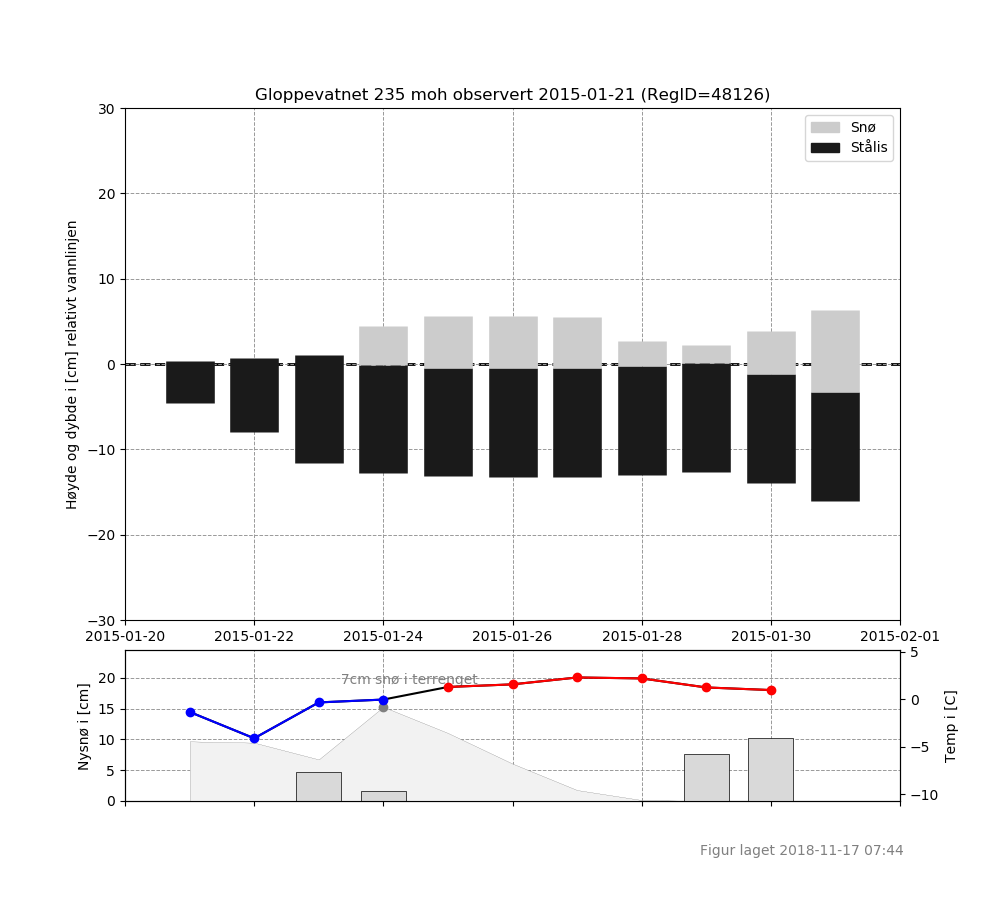 Gloppevatnet 235 moh observert 2015-01-21 (RegID=48126)
Snø
Stålis
Høyde og dybde i [cm] relativt vannlinjen
30
20
10
0
−10
−20
−30
2015-01-20 2015-01-22 2015-01-24 2015-01-26 2015-01-28 2015-01-30 2015-02-01
Nysnø i [cm]
20
15
10
5
0
7cm snø i terrenget
5
0
−5
−10
Temp i [C]
Figur laget 2018-11-17 07:44